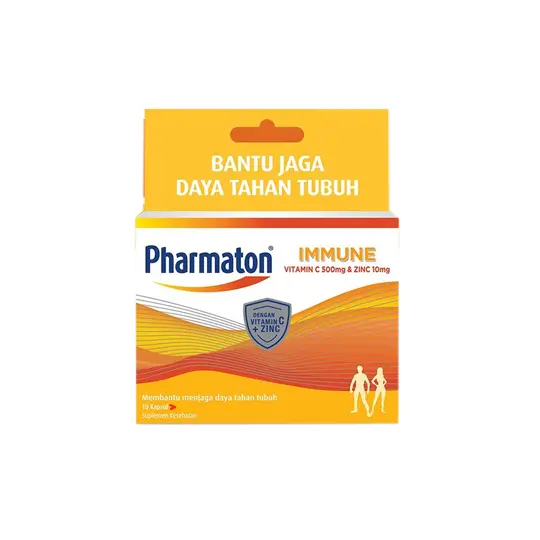 BANTU JAGA
DAYA TAHAN TUBUH
Pharmaton®
IMMUNE
VITAMIN C 500mg & ZINC 10mg
DENGAN
VITAMIN C
+ ZINC
Membantu menjaga daya tahan tubuh
10 Kapsul
Suplemen Kesehatan